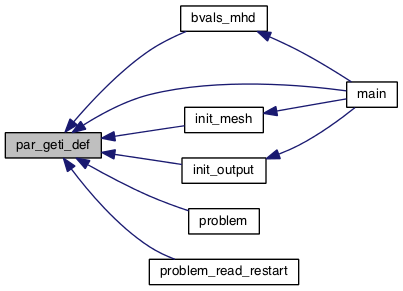 bvals_mhd
main
init_mesh
par_geti_def
init_output
problem
problem_read_restart